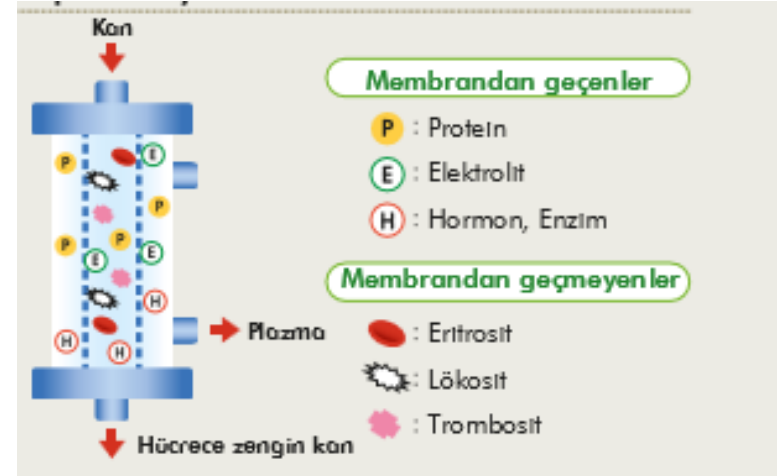 Kan
Membrandan geçenler
P : Protein
E : Elektrolit
H : Hormon, Enzim
Membrandan geçmeyenler
: Eritrosit
: Lökosit
: Trombosit
P
E
P
P
P
E
E
H
H
H
Plazma
Hücrece zengin kan